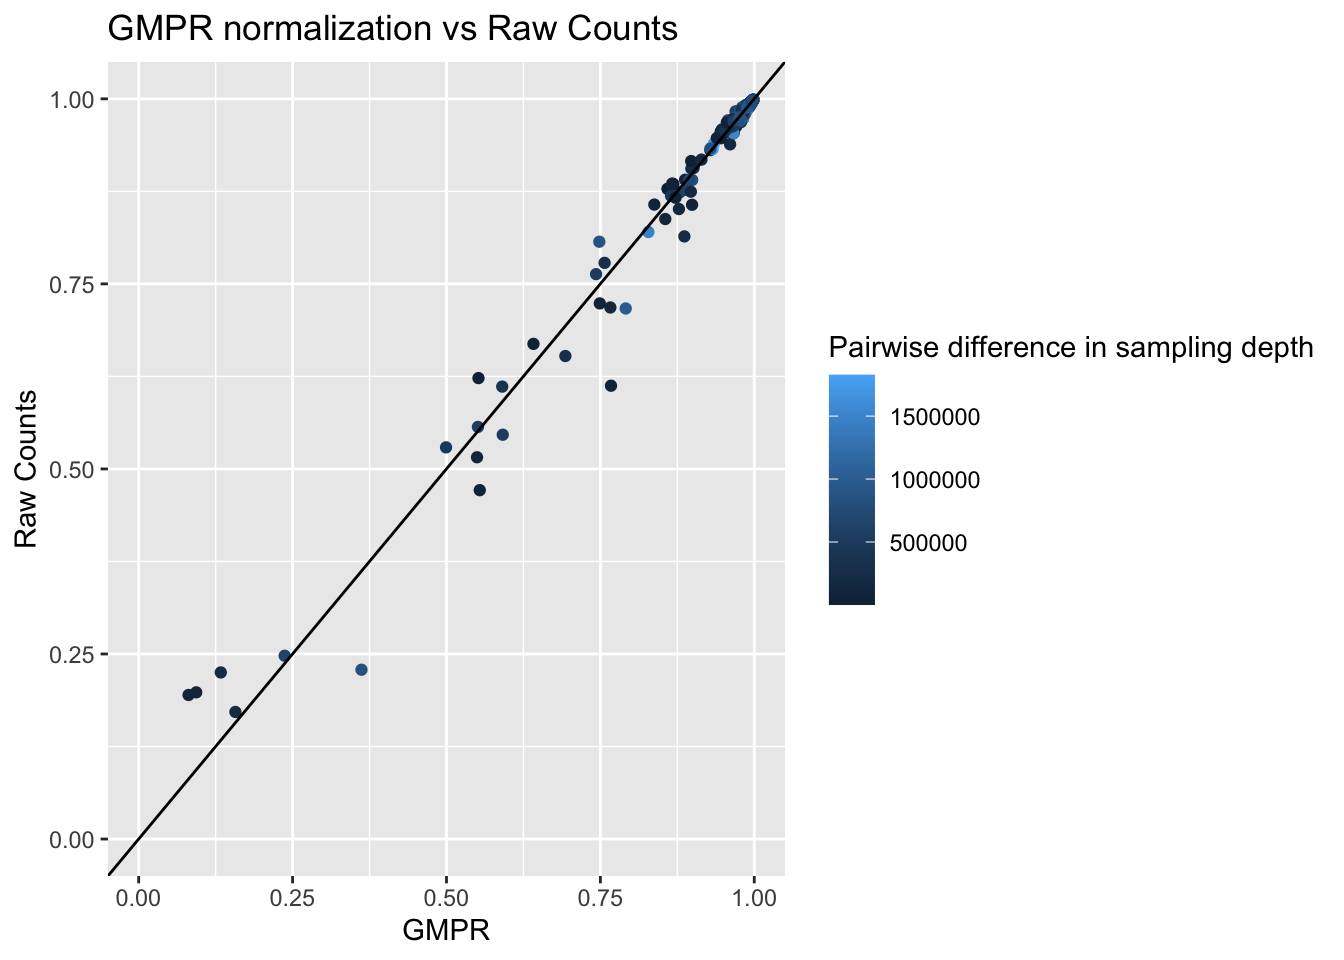 GMPR normalization vs Raw Counts
1.00
0.75
0.50
0.25
0.00
Raw Counts
0.00 0.25 0.50 0.75 1.00
GMPR
Pairwise difference in sampling depth
1500000
1000000
500000